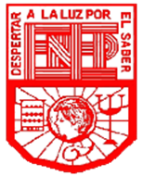 DESPERTAR A LA LUZ POR EL SABER
ENP